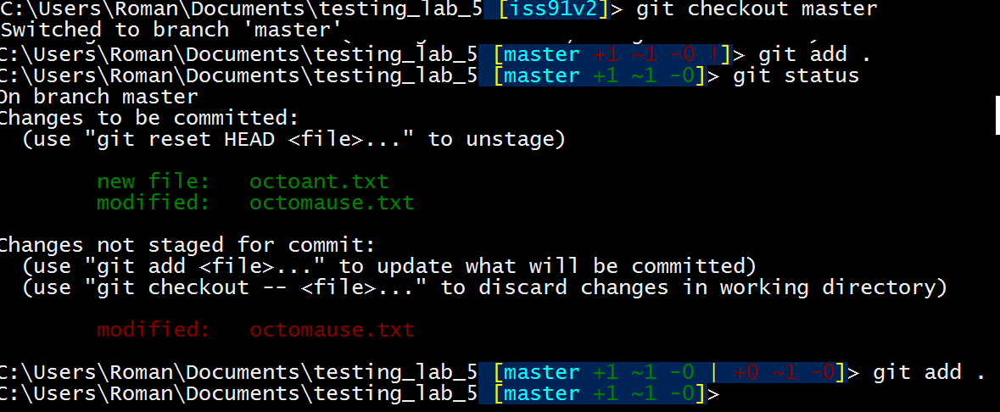 C:\Users\Roman\Documents\testing_lab_5 [iss91v2]> git checkout master
Switched to branch 'master'
C:\Users\Roman\Documents\testing_lab_5 [master +1 ~1 -0 !]> git add .
C:\Users\Roman\Documents\testing_lab_5 [master +1 ~1 -0]> git status
On branch master
Changes to be committed:
  (use "git reset HEAD <file>..." to unstage)

        new file:   octoant.txt
        modified:   octomause.txt

Changes not staged for commit:
  (use "git add <file>..." to update what will be committed)
  (use "git checkout -- <file>..." to discard changes in working directory)

        modified:   octomause.txt

C:\Users\Roman\Documents\testing_lab_5 [master +1 ~1 -0 | +0 ~1 -0]> git add .
C:\Users\Roman\Documents\testing_lab_5 [master +1 ~1 -0]>